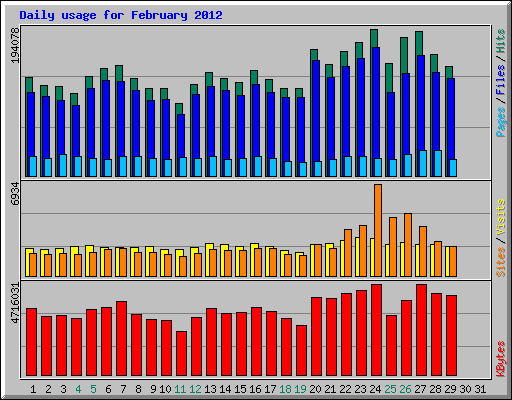 Daily usage for February 2012
194078
Pages / Files / Hits
6934
Sites / Visits
4716031
KBytes
1 2 3 4 5 6 7 8 9 10 11 12 13 14 15 16 17 18 19 20 21 22 23 24 25 26 27 28 29 30 31